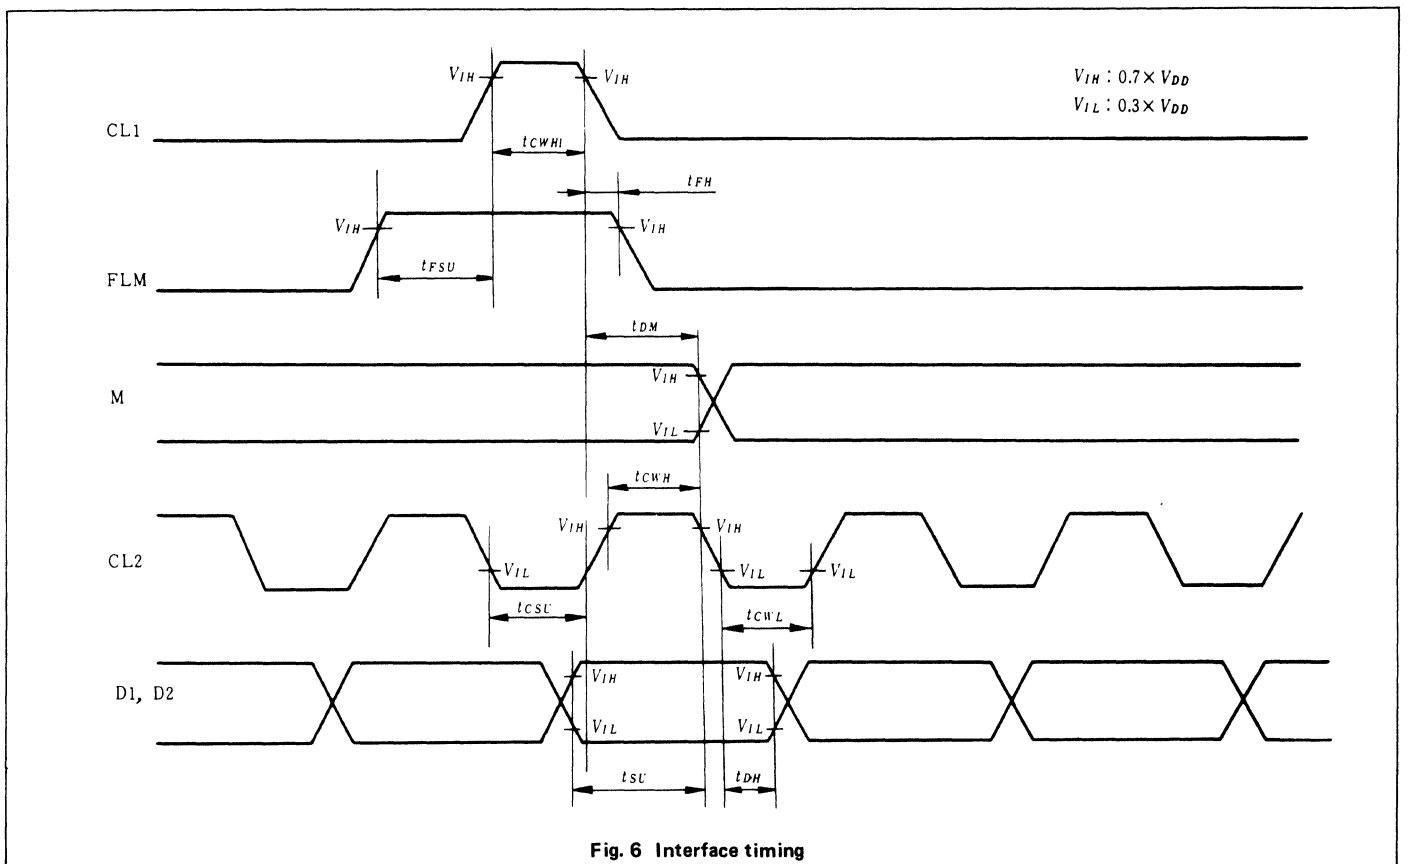 VIH VIH VIH : 0.7× VDD
VIL : 0.3× VDD
CL1
tCWH1
tFH
VIH VIH
tFSU
FLM
tDM
VIH
M
VIL
tCWH
VIH VIH
CL2
VIL VIL VIL
tCSU tCWL
VIH VIH
D1, D2
VIL VIL
tSU tDH
Fig. 6 Interface timing